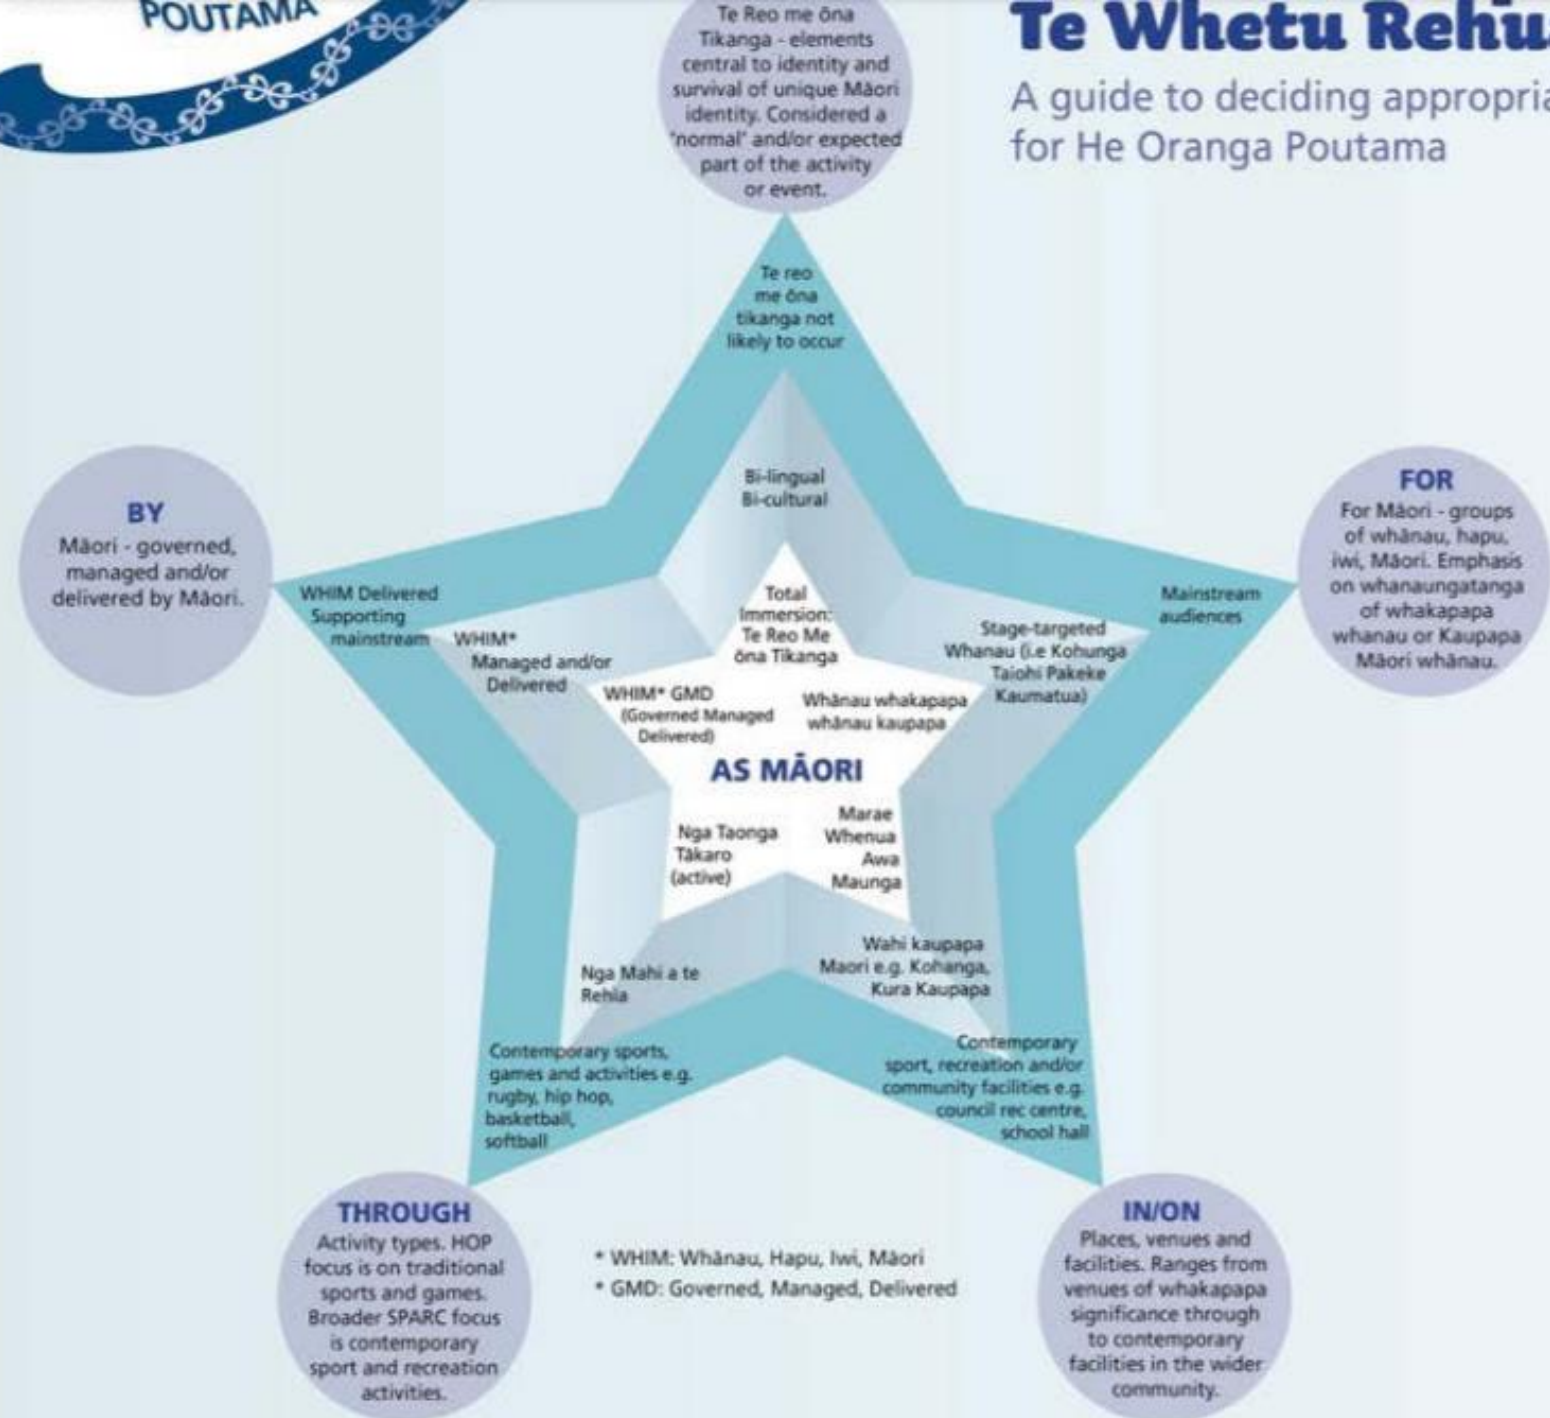 POUTAMA
Te Whetu Rehu
A guide to deciding appropria
for He Oranga Poutama
Te Reo me ōna
Tikanga - elements
central to identity and
survival of unique Māori
identity. Considered a
'normal' and/or expected
part of the activity
or event.
Te reo
me ōna
tikanga not
likely to occur
Bi-lingual
Bi-cultural
Total
Immersion:
Te Reo Me
ōna Tikanga
BY
Māori - governed,
managed and/or
delivered by Māori.
WHIM Delivered
Supporting
mainstream
WHIM*
Managed and/or
Delivered
WHIM* GMD
(Governed Managed
Delivered)
FOR
For Māori - groups
of whānau, hapu,
iwi, Māori. Emphasis
on whanaungatanga
of whakapapa
whanau or Kaupapa
Māori whānau.
Mainstream
audiences
Stage-targeted
Whanau (i.e Kohunga
Taiohi Pakeke
Kaumatua)
Whānau whakapapa
whānau kaupapa
AS MĀORI
Nga Taonga
Tākaro
(active)
Marae
Whenua
Awa
Maunga
Nga Mahi a te
Rehia
Wahi kaupapa
Maori e.g. Kohanga,
Kura Kaupapa
Contemporary sports,
games and activities e.g.
rugby, hip hop,
basketball,
softball
Contemporary
sport, recreation and/or
community facilities e.g.
council rec centre,
school hall
THROUGH
Activity types. HOP
focus is on traditional
sports and games.
Broader SPARC focus
is contemporary
sport and recreation
activities.
* WHIM: Whānau, Hapu, Iwi, Māori
* GMD: Governed, Managed, Delivered
IN/ON
Places, venues and
facilities. Ranges from
venues of whakapapa
significance through
to contemporary
facilities in the wider
community.